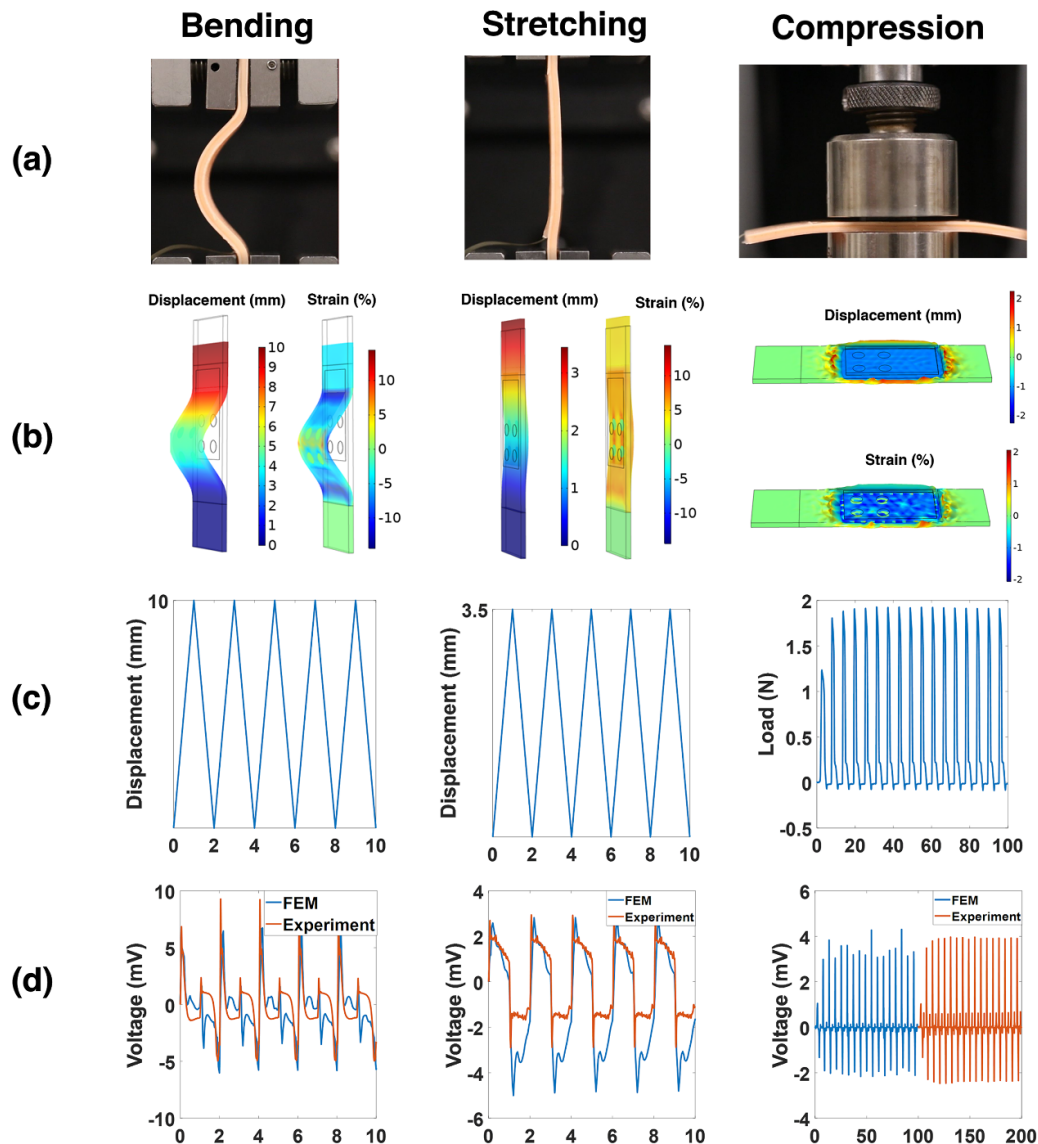 Bending Stretching Compression
(a)
(b)
Displacement (mm) Strain (%)
10
9
8
7
6
5
4
3
2
1
0
10
5
0
-5
-10
Displacement (mm) Strain (%)
3
2
1
0
10
5
0
-5
-10
Displacement (mm)
2
1
0
-1
-2
Strain (%)
2
1
0
-1
-2
(c)
Displacement (mm)
10
0 2 4 6 8 10
Displacement (mm)
3.5
0 2 4 6 8 10
Load (N)
2
1.5
1
0.5
0
-0.5
0 20 40 60 80 100
(d)
Voltage (mV)
10
5
0
-5
-10
FEM
Experiment
0 2 4 6 8 10
Voltage (mV)
4
2
0
-2
-4
-6
FEM
Experiment
0 2 4 6 8 10
Voltage (mV)
6
4
2
0
-2
-4
FEM
Experiment
0 50 100 150 200